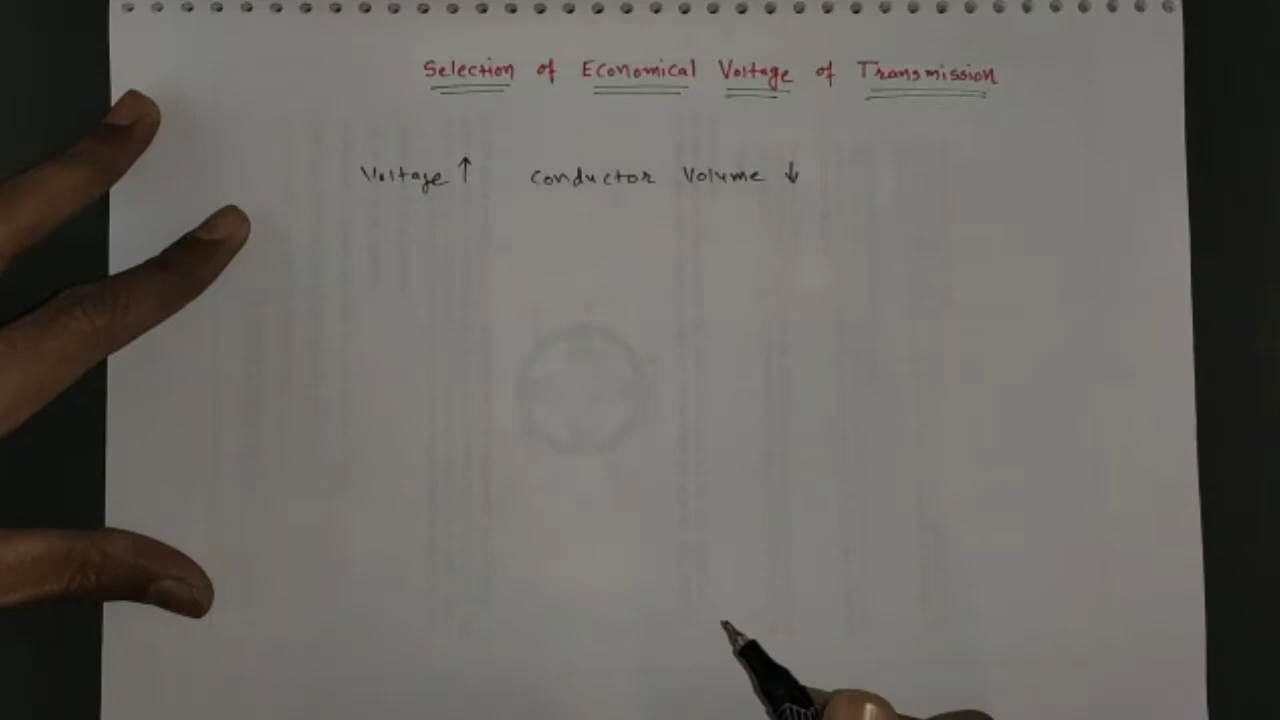 Selection of Economical Voltage of Transmission
Voltage ↑ Conductor Volume ↓